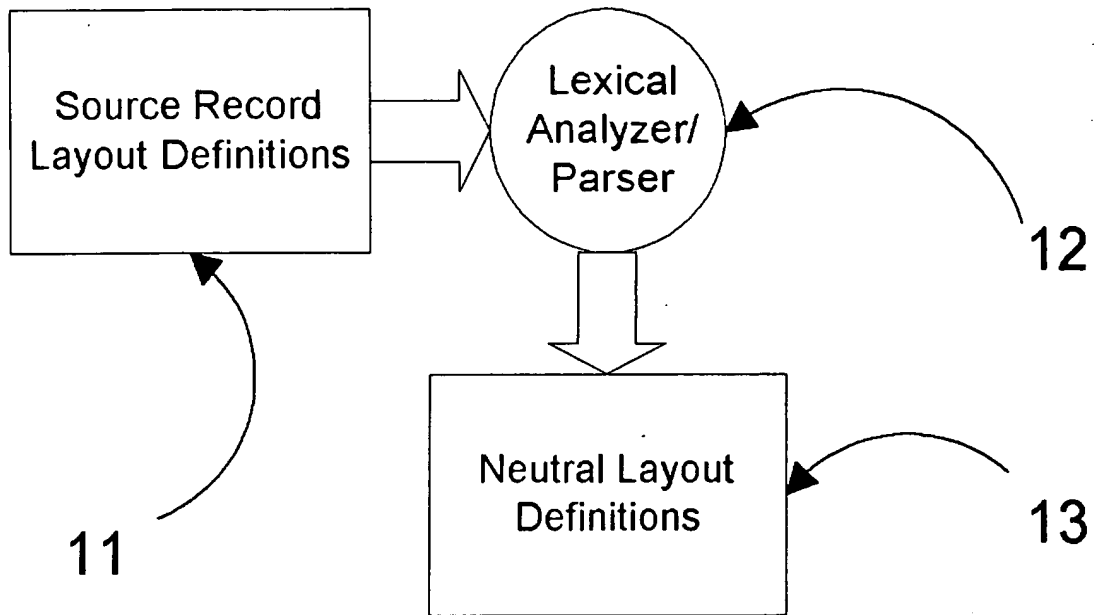 Source Record
Layout Definitions
Lexical
Analyzer/
Parser
12
Neutral Layout
Definitions
11
13